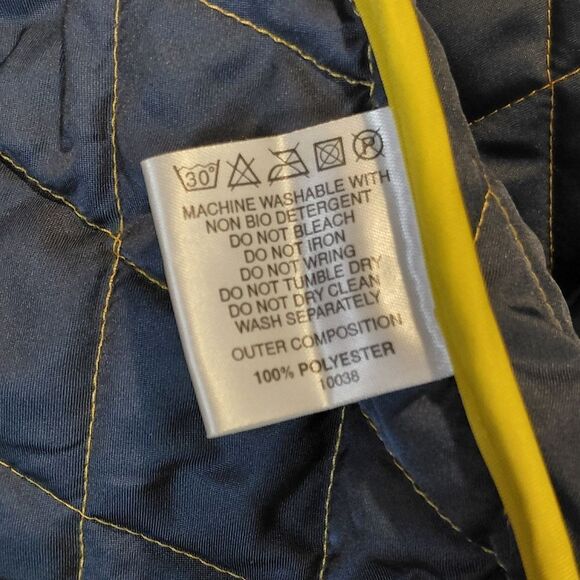 30° P
MACHINE WASHABLE WITH
NON BIO DETERGENT
DO NOT BLEACH
DO NOT IRON
DO NOT WRING
DO NOT TUMBLE DRY
DO NOT DRY CLEAN
WASH SEPARATELY
OUTER COMPOSITION
100% POLYESTER
10038